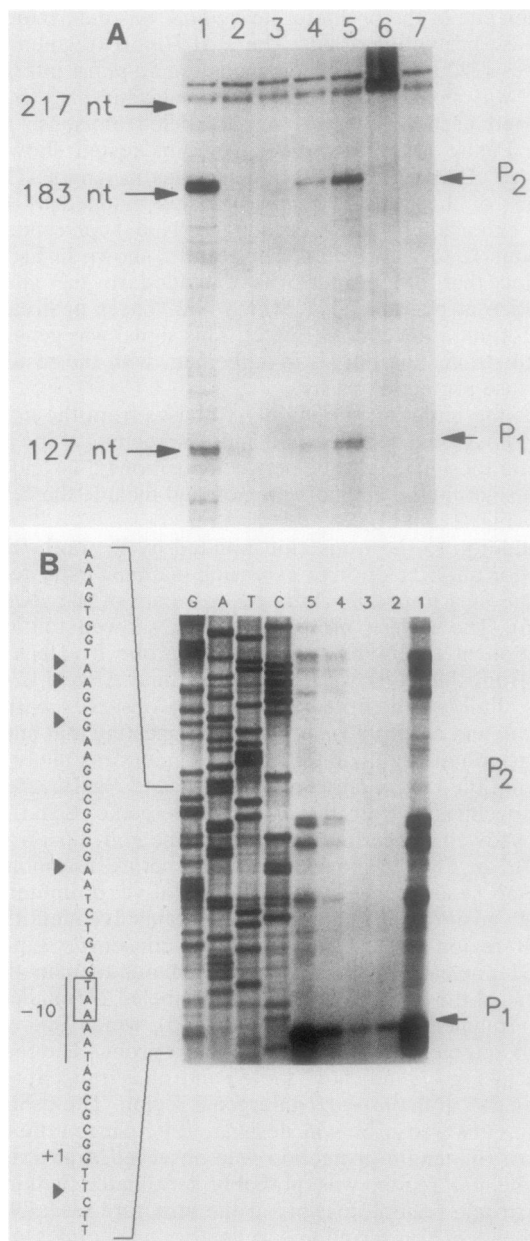 A
1 2 3 4 5 6 7
217 nt
183 nt
P2
127 nt
P1
B
AAAGGGGTAAGCGAAGCCGGGGAATCTGAGTAAAATAGCGCGGTTCTT
-10
+1
G A T C 5 4 3 2 1
P2
P1